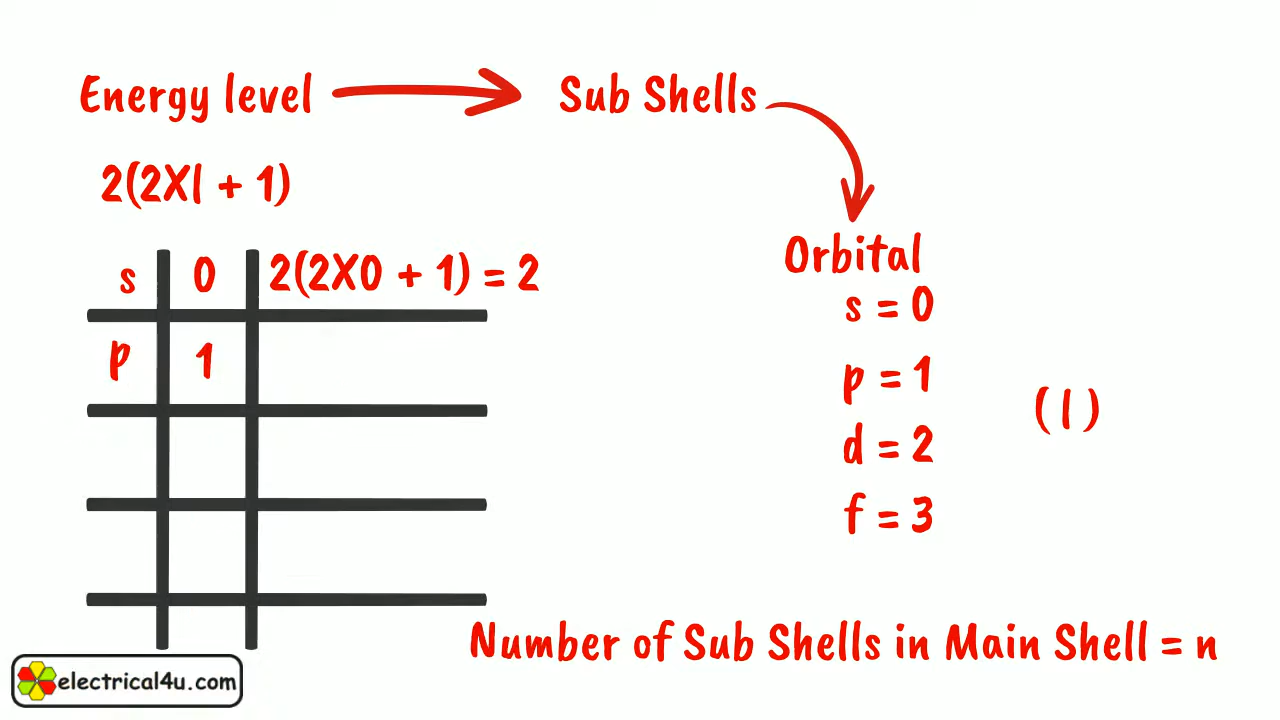 Energy level Sub Shells
2(2Xl + 1)
Orbital
s 0 2(2X0 + 1) = 2
s = 0
p 1
p = 1
( l )
d = 2
f = 3
Number of Sub Shells in Main Shell = n
electrical4u.com